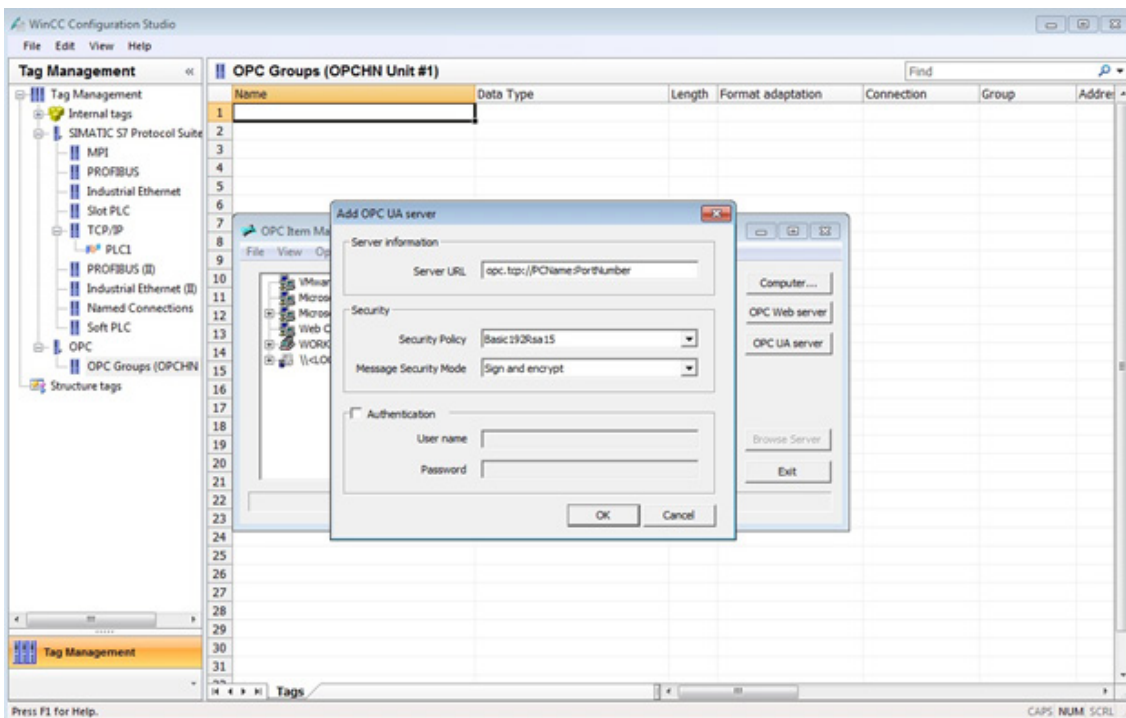 WinCC Configuration Studio
File Edit View Help
Tag Management «
OPC Groups (OPCHN Unit #1)
Find
Tag Management
Internal tags
SIMATIC S7 Protocol Suite
MPI
PROFIBUS
Industrial Ethernet
Slot PLC
TCP/IP
PLC1
PROFIBUS (II)
Industrial Ethernet (II)
Named Connections
Soft PLC
OPC
OPC Groups (OPCHN
Structure tags
Name Data Type Length Format adaptation Connection Group Addre
1
2
3
4
5
6
7
8
9
10
11
12
13
14
15
16
17
18
19
20
21
22
23
24
25
26
27
28
29
30
31
OPC Item Ma
File View Op
VMwar
Micros
Micros
Web C
WORK
\\<LO
Computer...
OPC Web server
OPC UA server
Browse Server
Exit
Add OPC UA server
Server information
Server URL opc.tcp://PCName:PortNumber
Security
Security Policy Basic192Rsa15
Message Security Mode Sign and encrypt
Authentication
User name
Password
OK Cancel
Tag Management
Tags
Press F1 for Help.
CAPS NUM SCRL